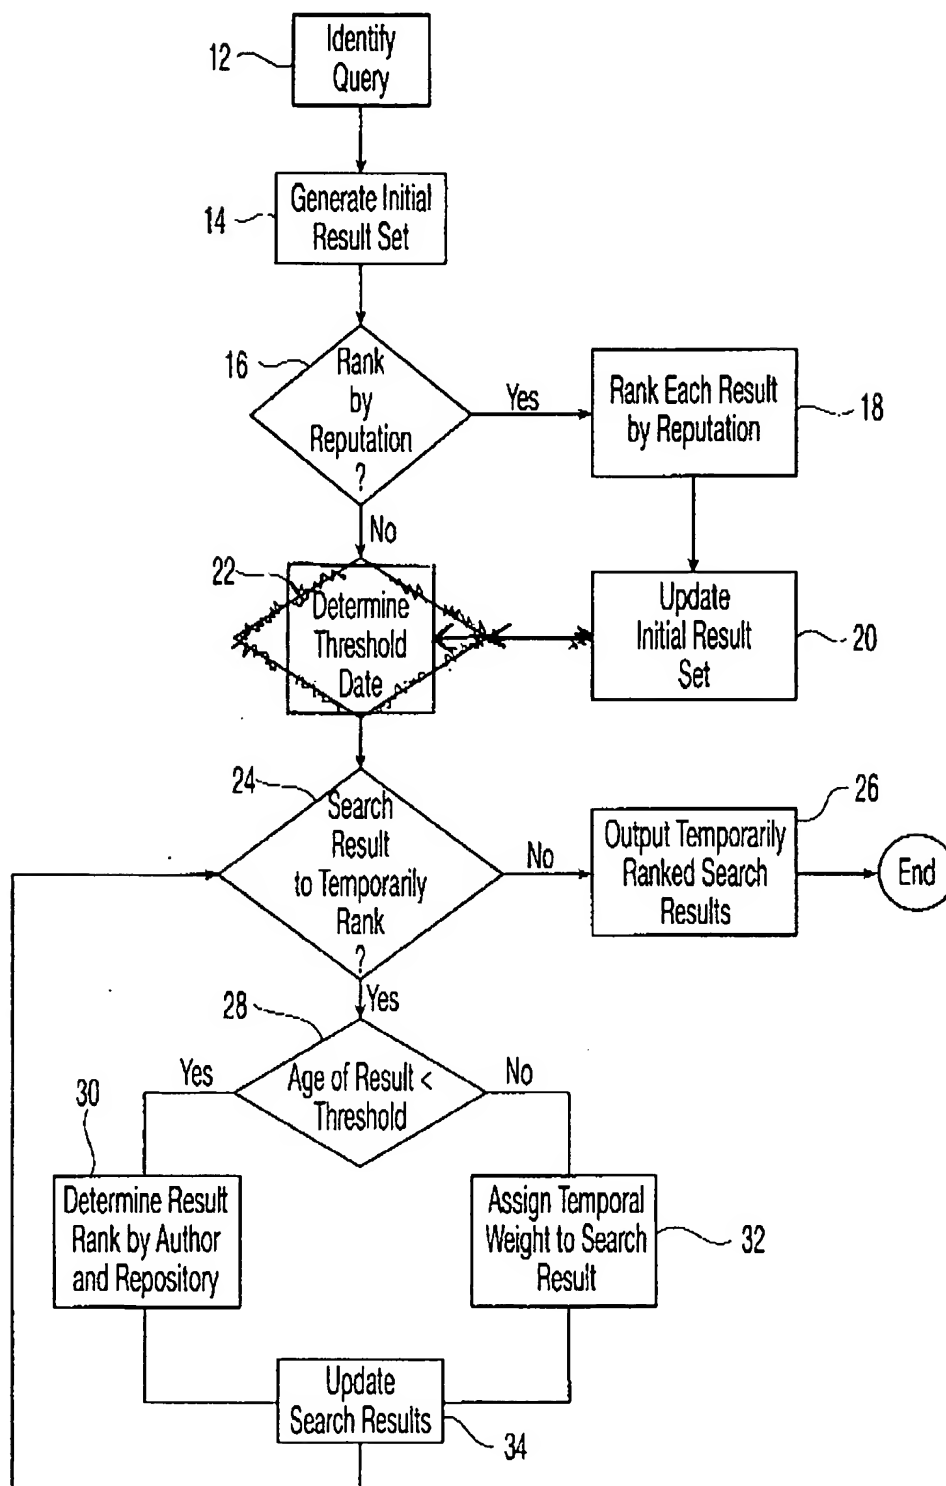 12
Identify
Query
14
Generate Initial
Result Set
16
Rank
by
Reputation
?
Yes
Rank Each Result
by Reputation
18
No
22
Determine
Threshold
Date
Update
Initial Result
Set
20
24
Search
Result
to Temporarily
Rank
?
No
Output Temporarily
Ranked Search
Results
26
End
Yes
28
Age of Result <
Threshold
Yes
No
30
Determine Result
Rank by Author
and Repository
Assign Temporal
Weight to Search
Result
32
Update
Search Results
34